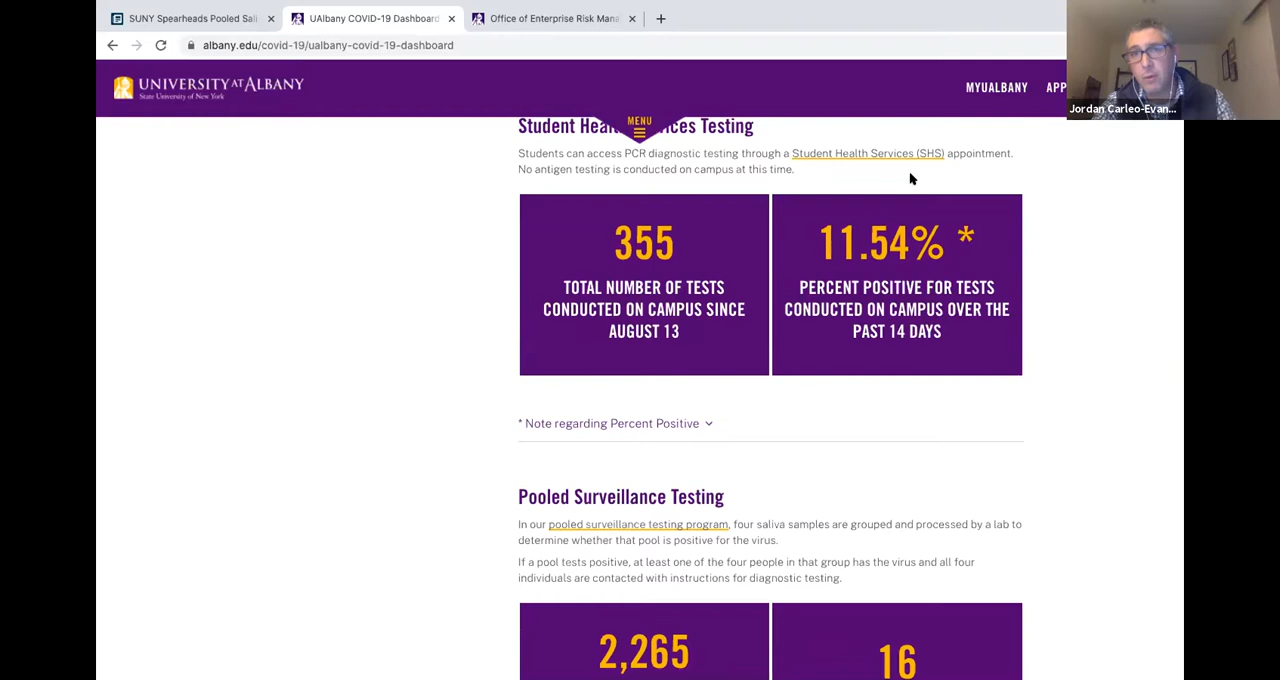 SUNY Spearheads Pooled Sali
UAlbany COVID-19 Dashboard
Office of Enterprise Risk Mana
albany.edu/covid-19/ualbany-covid-19-dashboard
UNIVERSITY AT ALBANY
State University of New York
MYUALBANY
APP
Jordan Carleo-Evan...
MENU
Student Hea ices Testing
Students can access PCR diagnostic testing through a Student Health Services (SHS) appointment.
No antigen testing is conducted on campus at this time.
355
TOTAL NUMBER OF TESTS
CONDUCTED ON CAMPUS SINCE
AUGUST 13
11.54% *
PERCENT POSITIVE FOR TESTS
CONDUCTED ON CAMPUS OVER THE
PAST 14 DAYS
* Note regarding Percent Positive
Pooled Surveillance Testing
In our pooled surveillance testing program, four saliva samples are grouped and processed by a lab to
determine whether that pool is positive for the virus.
If a pool tests positive, at least one of the four people in that group has the virus and all four
individuals are contacted with instructions for diagnostic testing.
2,265
16